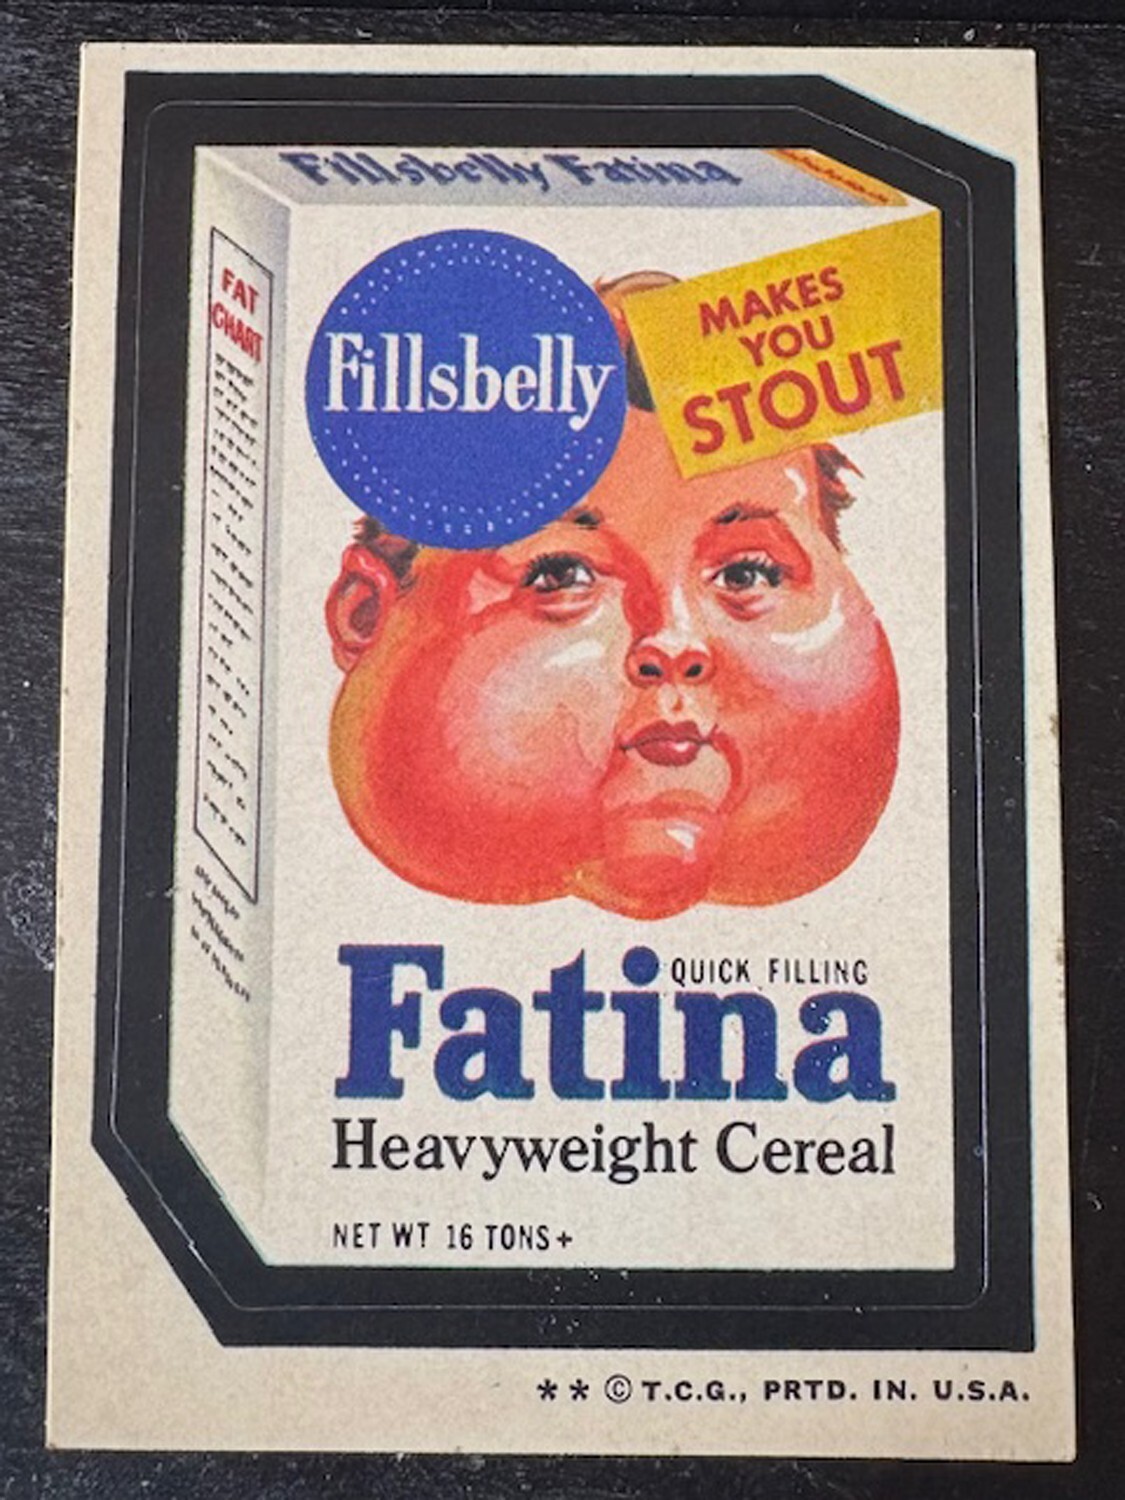 Fillsbelly Fatina
FAT
CHART
Fillsbelly
MAKES
YOU
STOUT
QUICK FILLING
Fatina
Heavyweight Cereal
NET WT 16 TONS+
** © T.C.G., PRTD. IN. U.S.A.